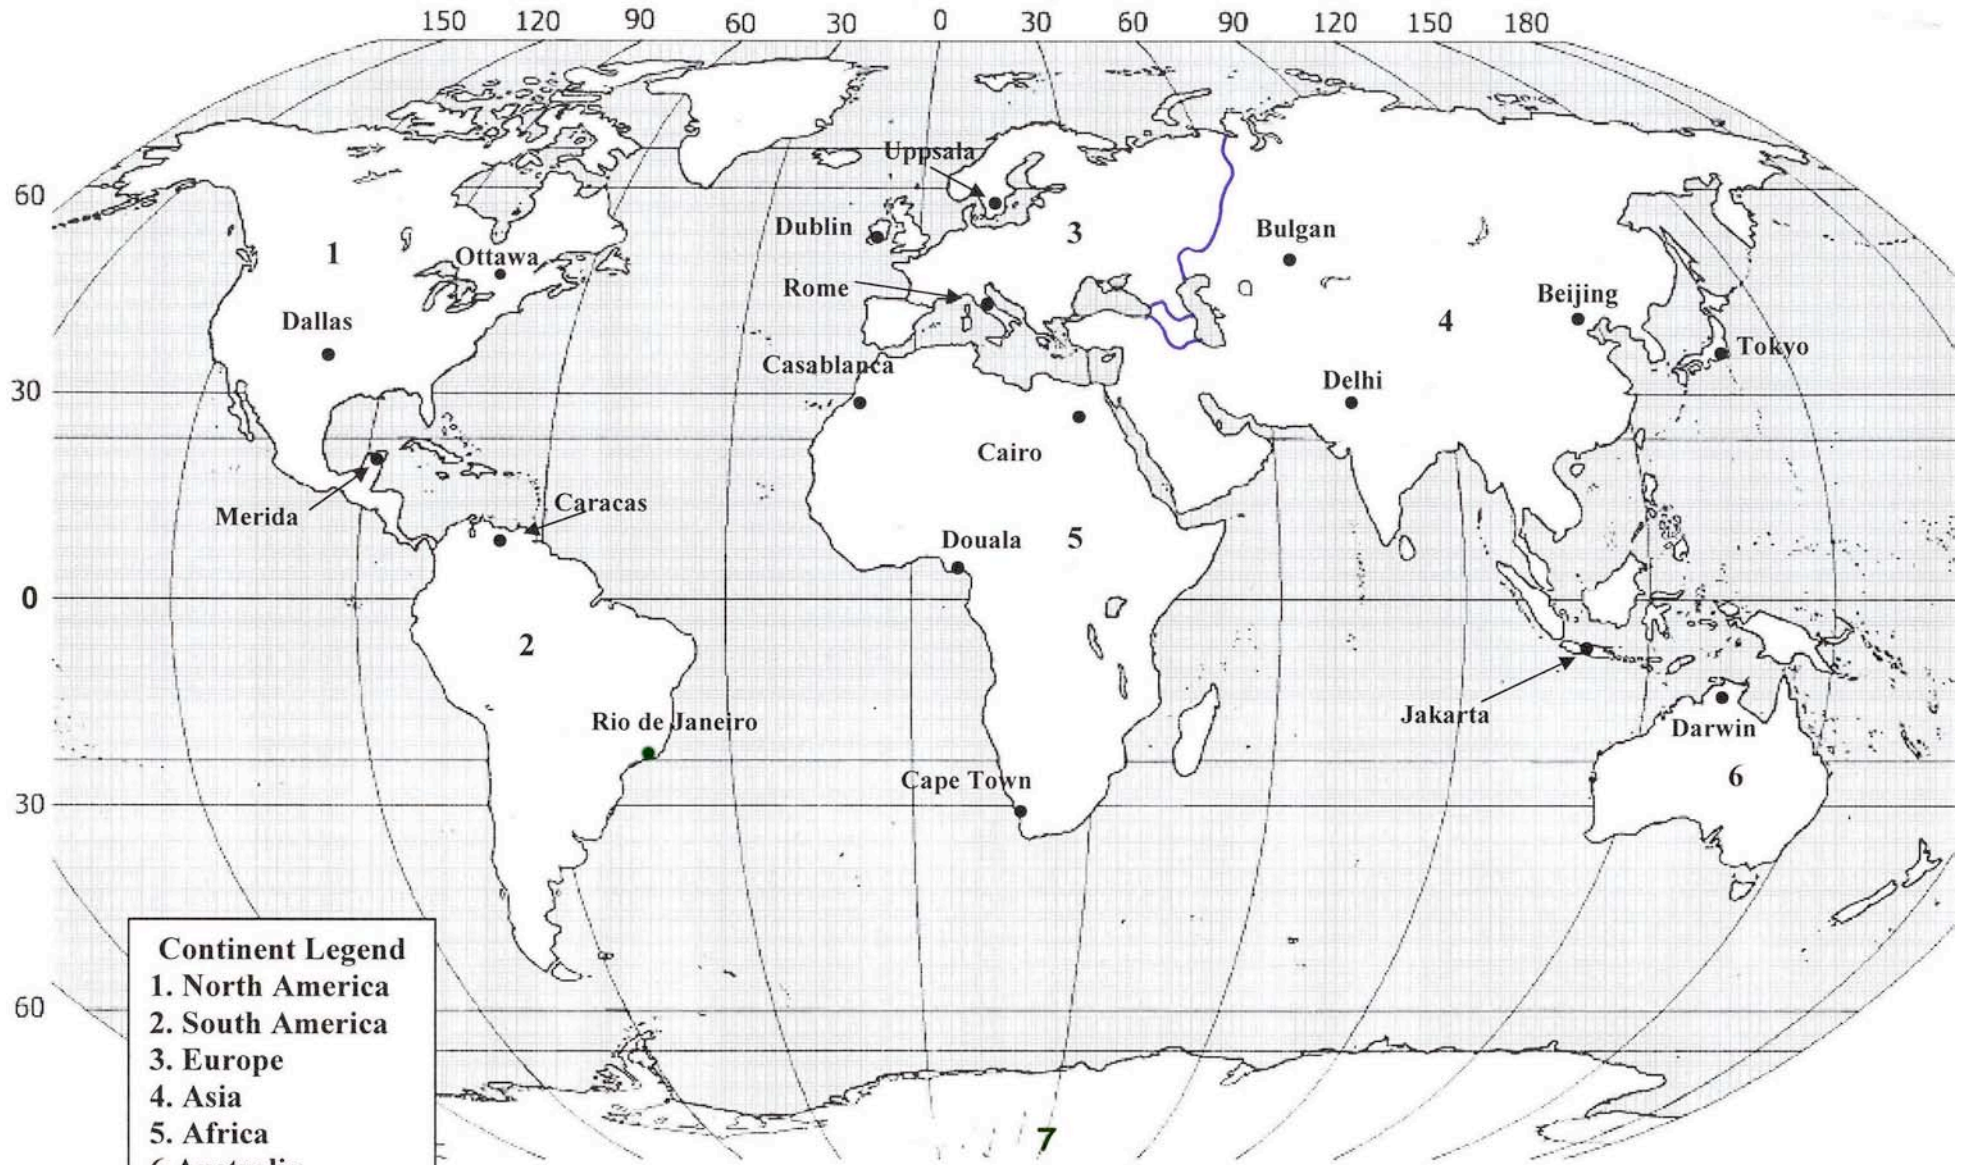 150 120 90 60 30 0 30 60 90 120 150 180
Uppsala
60
Dublin
3
Bulgan
1
Ottawa
Rome
Beijing
Dallas
4
Tokyo
Casablanca
Delhi
30
Cairo
Merida
Caracas
Douala
5
0
2
Jakarta
Rio de Janeiro
Darwin
Cape Town
6
30
60
Continent Legend
1. North America
2. South America
3. Europe
4. Asia
5. Africa
6 Australia
7